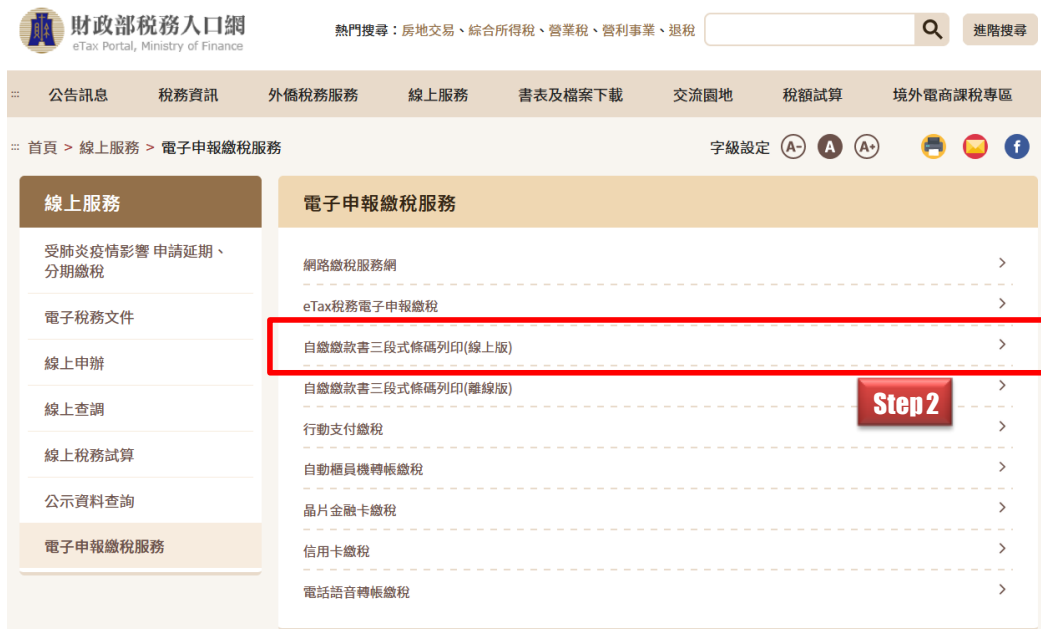 財政部稅務入口網
eTax Portal, Ministry of Finance
熱門搜尋：房地交易、綜合所得稅、營業稅、營利事業、退稅
進階搜尋
公告訊息 稅務資訊 外僑稅務服務 線上服務 書表及檔案下載 交流園地 稅額試算 境外電商課稅專區
首頁 > 線上服務 > 電子申報繳稅服務
字級設定 A- A A+ f
線上服務
受肺炎疫情影響 申請延期、
分期繳稅
電子稅務文件
線上申辦
線上查調
線上稅務試算
公示資料查詢
電子申報繳稅服務
電子申報繳稅服務
網路繳稅服務網
eTax稅務電子申報繳稅
自繳繳款書三段式條碼列印(線上版)
自繳繳款書三段式條碼列印(離線版)
Step 2
行動支付繳稅
自動櫃員機轉帳繳稅
晶片金融卡繳稅
信用卡繳稅
電話語音轉帳繳稅